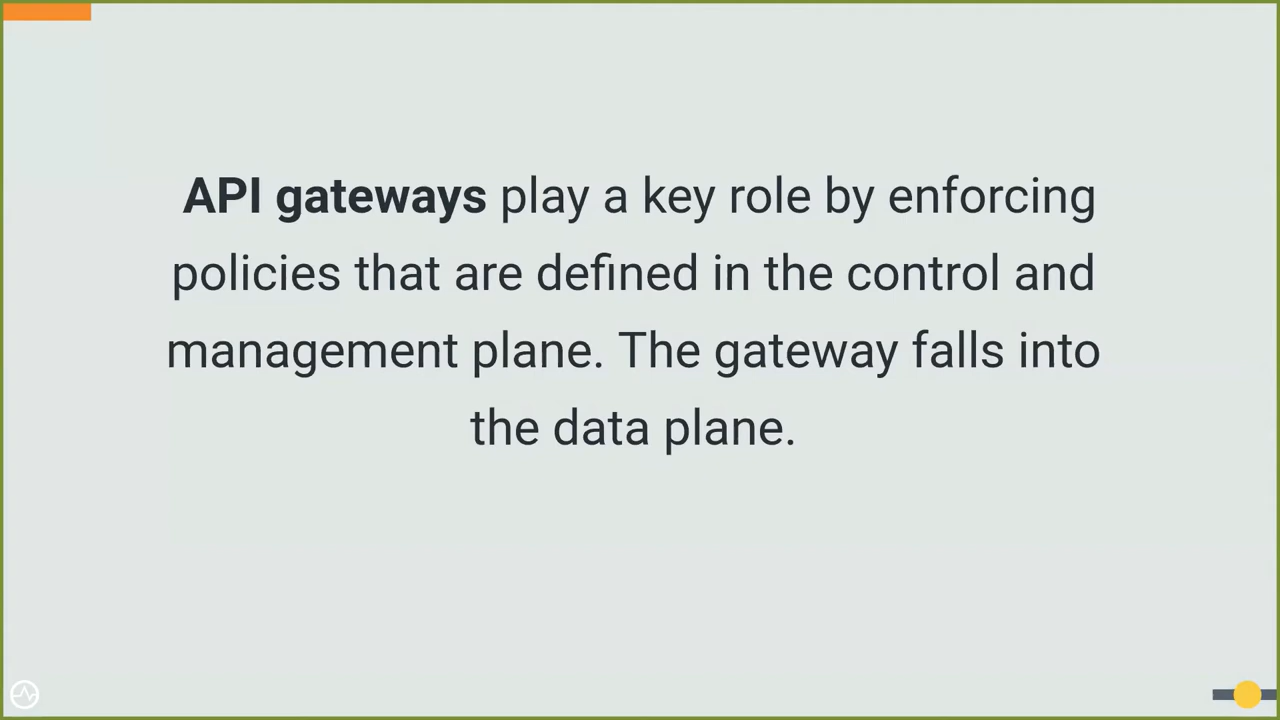 API gateways play a key role by enforcing
policies that are defined in the control and
management plane. The gateway falls into
the data plane.